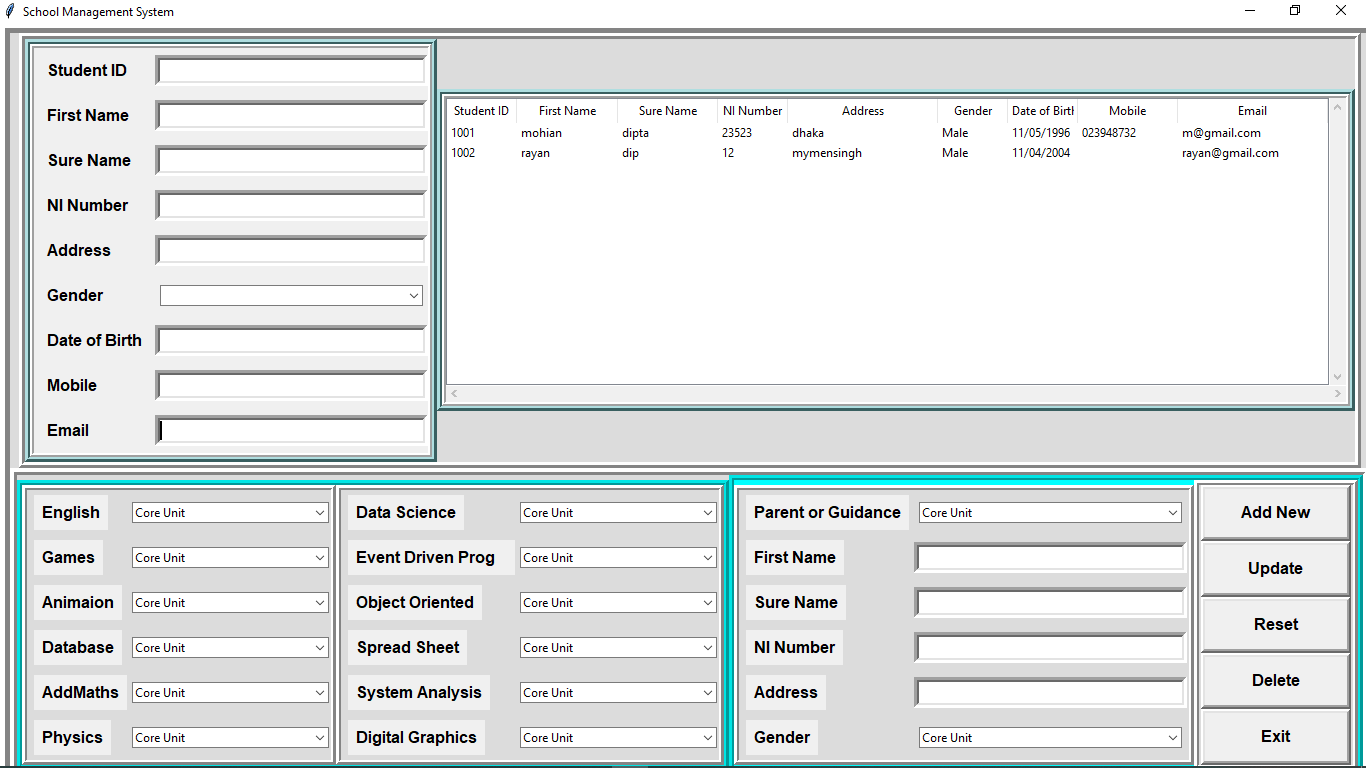 School Management System
Student ID
First Name
Sure Name
NI Number
Address
Gender
Date of Birth
Mobile
Email
Student ID First Name Sure Name NI Number Address Gender Date of Birth Mobile Email
1001 mohian dipta 23523 dhaka Male 11/05/1996 023948732 m@gmail.com
1002 rayan dip 12 mymensingh Male 11/04/2004 rayan@gmail.com
English Core Unit
Games Core Unit
Animaion Core Unit
Database Core Unit
AddMaths Core Unit
Physics Core Unit
Data Science Core Unit
Event Driven Prog Core Unit
Object Oriented Core Unit
Spread Sheet Core Unit
System Analysis Core Unit
Digital Graphics Core Unit
Parent or Guidance Core Unit
First Name
Sure Name
NI Number
Address
Gender Core Unit
Add New
Update
Reset
Delete
Exit